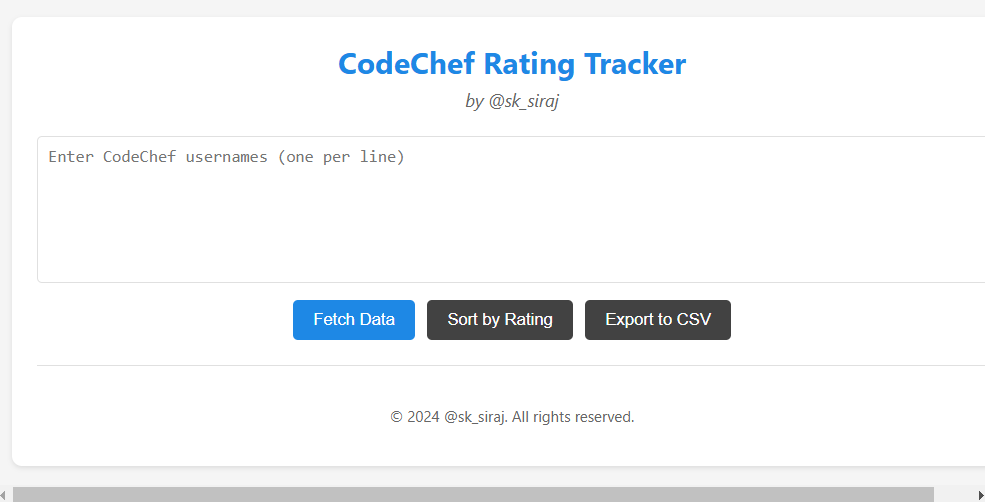 CodeChef Rating Tracker
by @sk_siraj
Enter CodeChef usernames (one per line)
Fetch Data
Sort by Rating
Export to CSV
© 2024 @sk_siraj. All rights reserved.